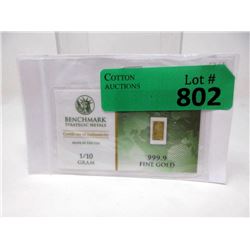 COTTON
AUCTIONS
Lot #
802
BENCHMARK
STRATEGIC METALS
Certificate of Authenticity
1/10
GRAM
999.9
FINE GOLD